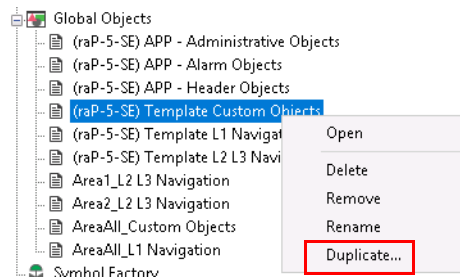 Global Objects
(raP-5-SE) APP - Administrative Objects
(raP-5-SE) APP - Alarm Objects
(raP-5-SE) APP - Header Objects
(raP-5-SE) Template Custom Objects
(raP-5-SE) Template L1 Navigat
(raP-5-SE) Template L2 L3 Navi
Area1_L2 L3 Navigation
Area2_L2 L3 Navigation
AreaAll_Custom Objects
AreaAll_L1 Navigation
Symbol Factory
Open
Delete
Remove
Rename
Duplicate...